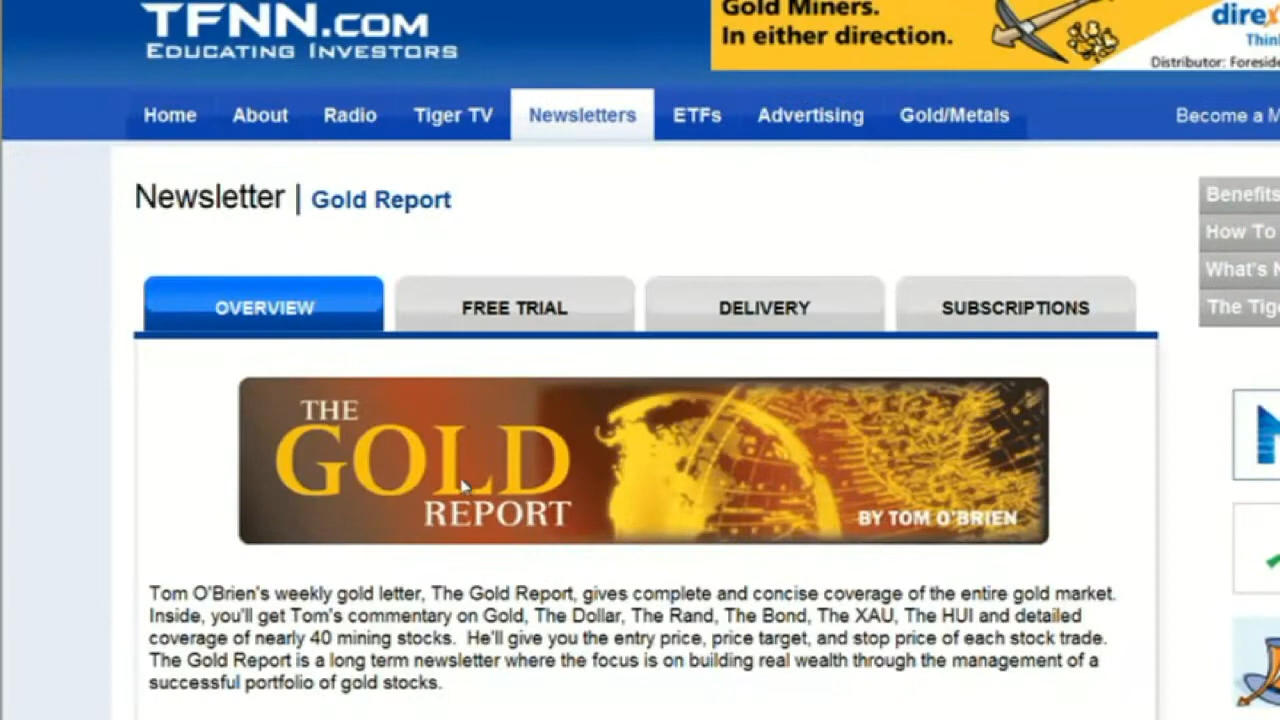 TFNN.COM
EDUCATING INVESTORS
Gold Miners.
In either direction.
Distributor:
Home About Radio Tiger TV Newsletters ETFs Advertising Gold/Metals Become a
Newsletter | Gold Report
Benefits
How To
What's
The
OVERVIEW FREE TRIAL DELIVERY SUBSCRIPTIONS
THE
GOLD
REPORT
BY TOM O'BRIEN
Tom O'Brien's weekly gold letter, The Gold Report, gives complete and concise coverage of the entire gold market.
Inside, you'll get Tom's commentary on Gold, The Dollar, The Rand, The Bond, The XAU, The HUI and detailed
coverage of nearly 40 mining stocks. He'll give you the entry price, price target, and stop price of each stock trade.
The Gold Report is a long term newsletter where the focus is on building real wealth through the management of a
successful portfolio of gold stocks.